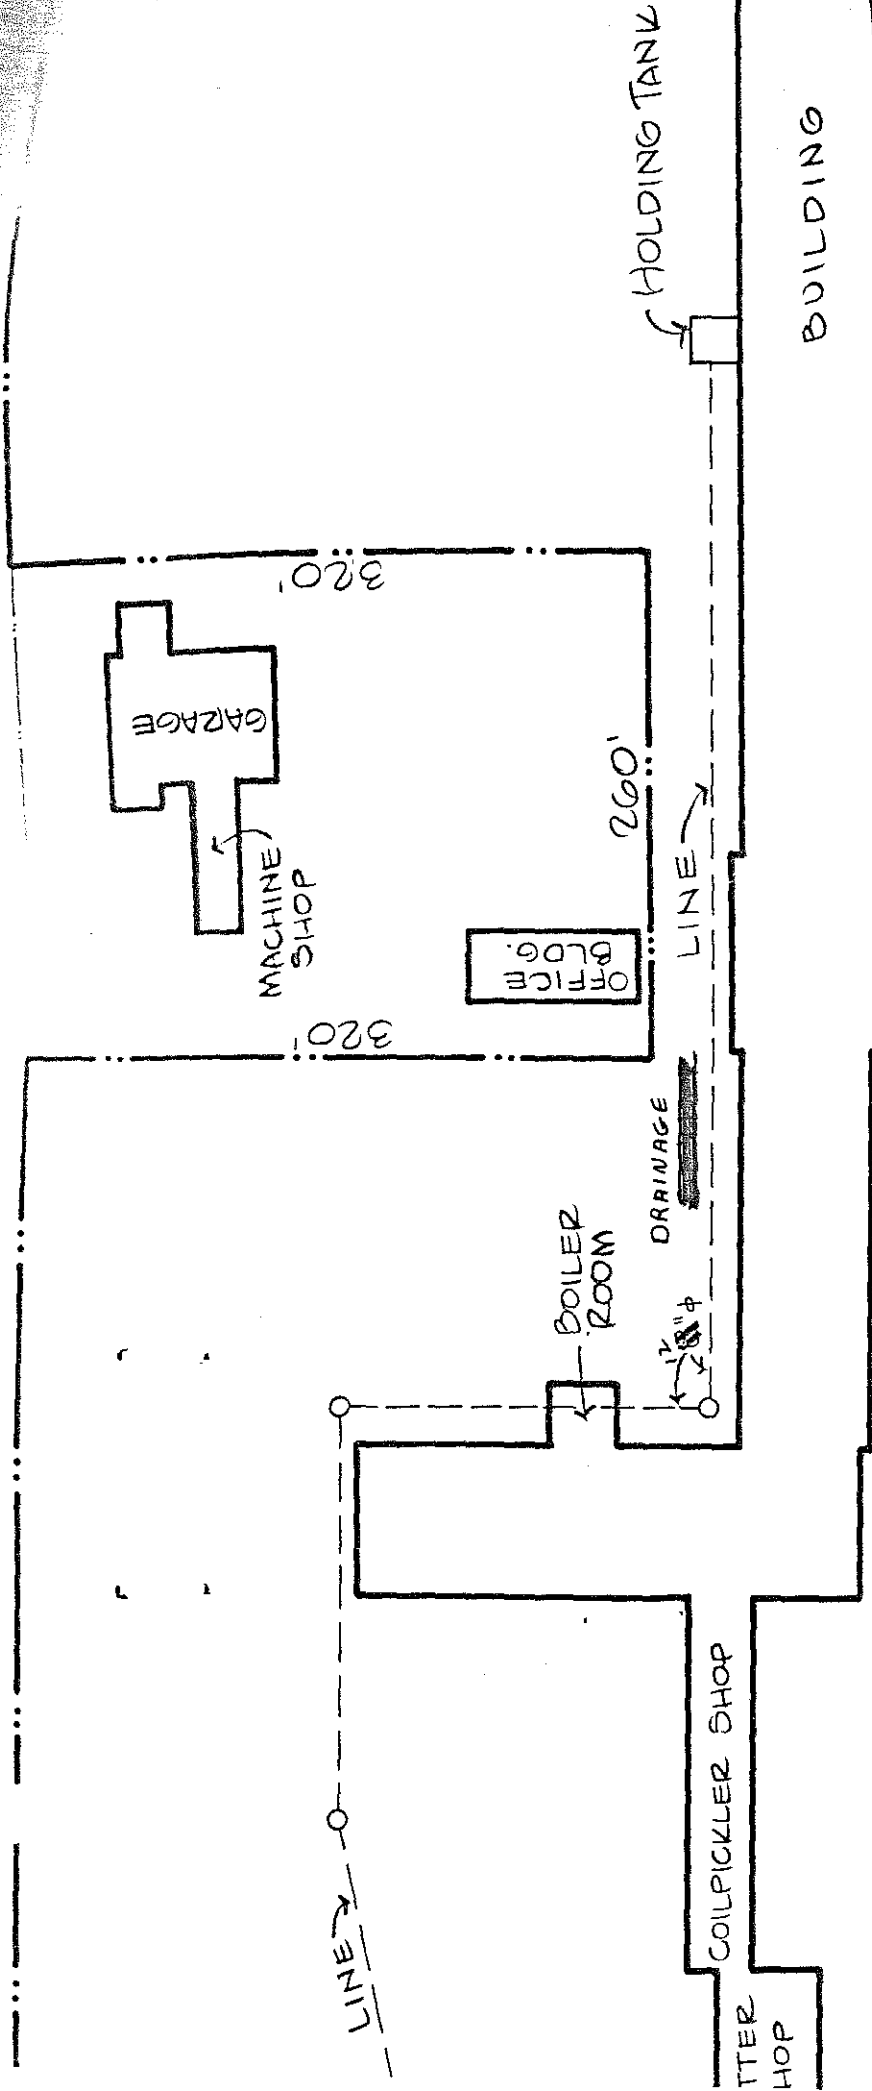 HOLDING TANK
BUILDING
320'
GARAGE
MACHINE
SHOP
260'
LINE
OFFICE
BLDG.
320'
DRAINAGE
BOILER
ROOM
12"φ
COILPICKLER SHOP
LINE
TTER
HOP